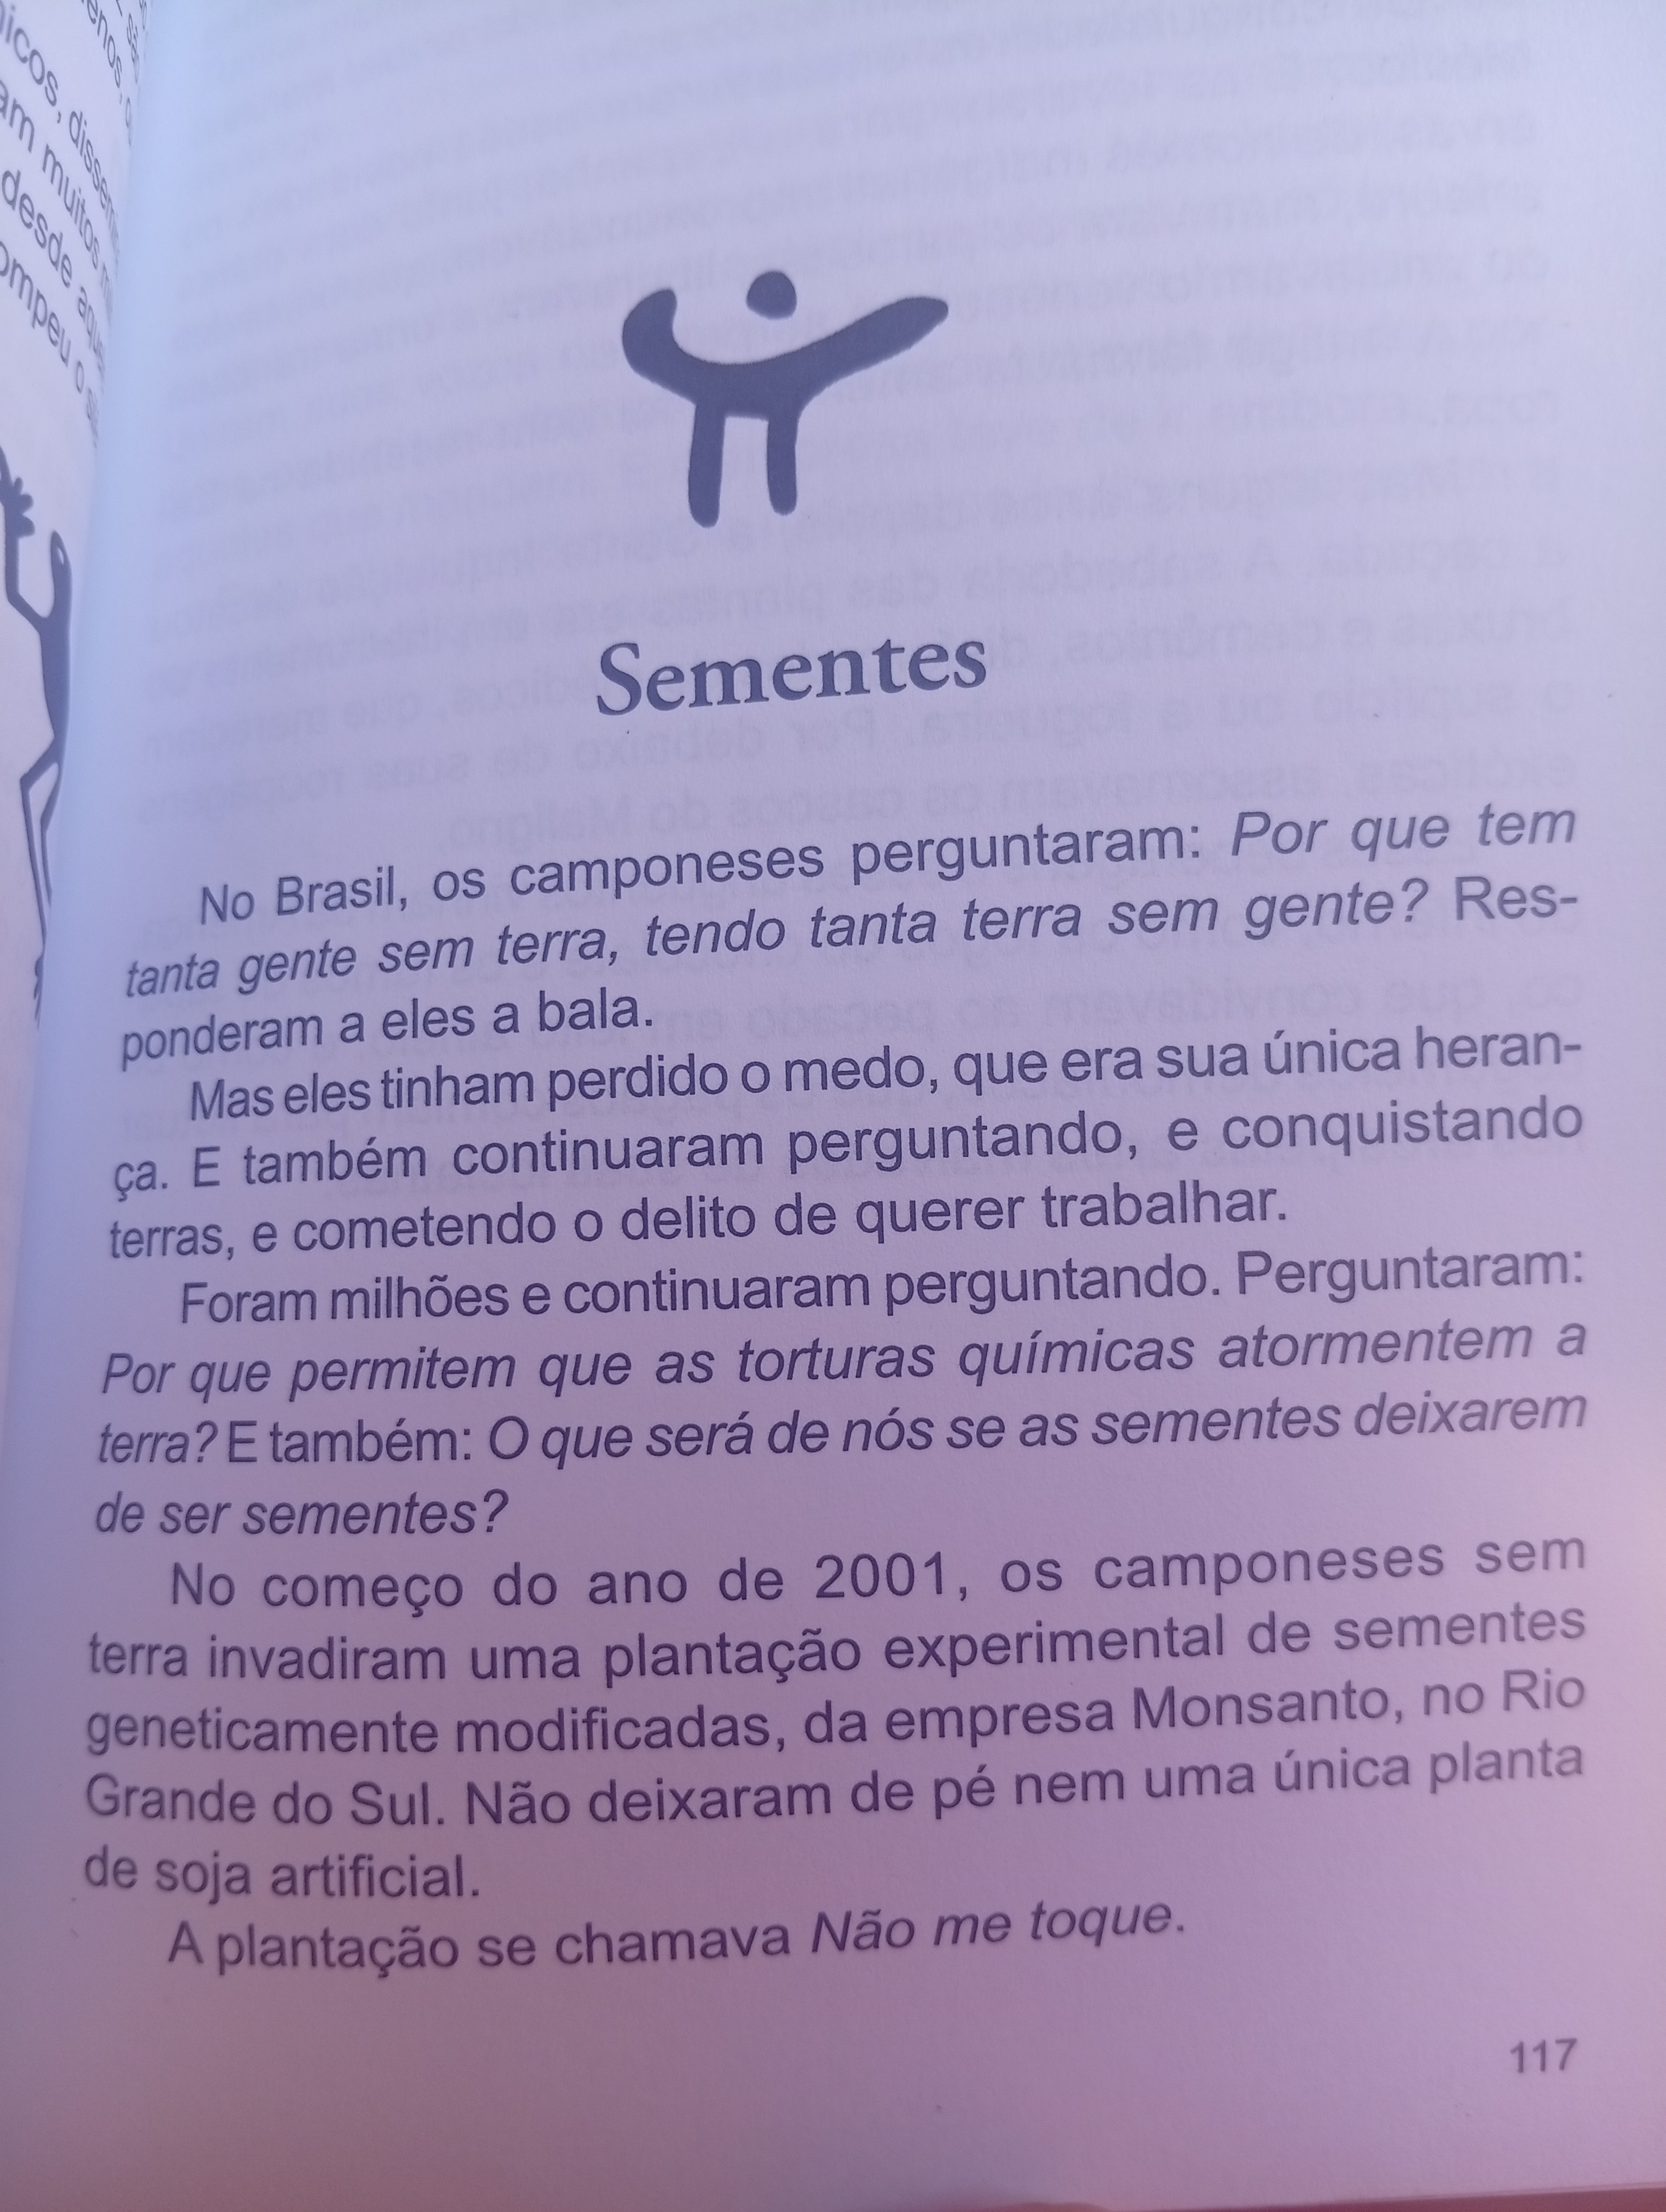 icos, 
am muitos
desde
ompeu o
Sementes
No Brasil, os camponeses perguntaram: Por que tem
tanta gente sem terra, tendo tanta terra sem gente? Res-
ponderam a eles a bala.
Mas eles tinham perdido o medo, que era sua única heran-
ça. E também continuaram perguntando, e conquistando
terras, e cometendo o delito de querer trabalhar.
Foram milhões e continuaram perguntando. Perguntaram:
Por que permitem que as torturas químicas atormentem a
terra? E também: O que será de nós se as sementes deixarem
de ser sementes?
No começo do ano de 2001, os camponeses sem
terra invadiram uma plantação experimental de sementes
geneticamente modificadas, da empresa Monsanto, no Rio
Grande do Sul. Não deixaram de pé nem uma única planta
de soja artificial.
A plantação se chamava Não me toque.
117